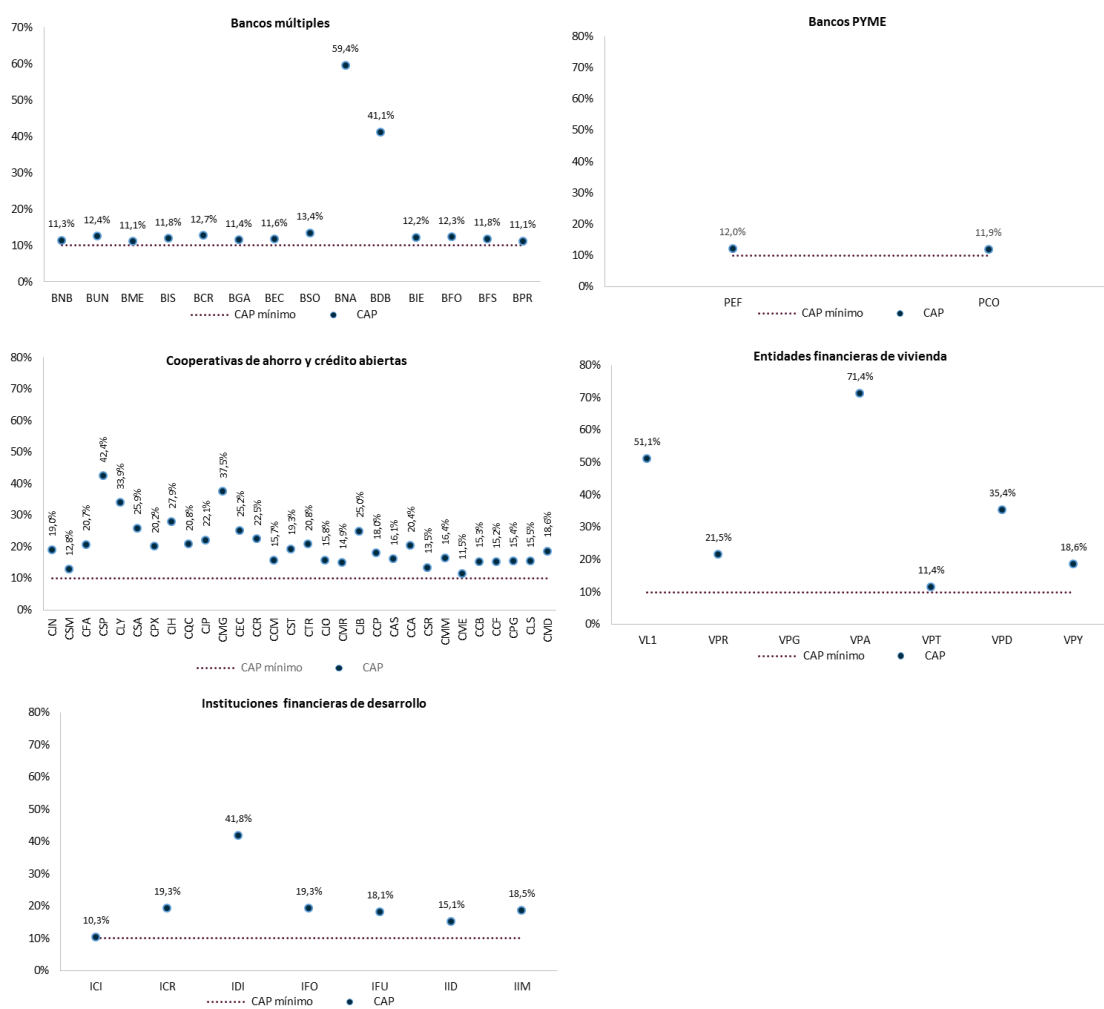 Bancos múltiples
70%
60%
50%
40%
30%
20%
10%
0%
11,3% 12,4% 11,1% 11,8% 12,7% 11,4% 11,6% 13,4% 59,4% 41,1% 12,2% 12,3% 11,8% 11,1%
BNB BUN BME BIS BCR BGA BEC BSO BNA BDB BIE BFO BFS BPR
CAP mínimo CAP
Bancos PYME
80%
70%
60%
50%
40%
30%
20%
10%
0%
12,0% 11,9%
PEF PCO
CAP mínimo CAP
Cooperativas de ahorro y crédito abiertas
80%
70%
60%
50%
40%
30%
20%
10%
0%
19,0% 12,8% 20,7% 42,4% 33,9% 25,9% 20,2% 27,9% 20,8% 22,1% 37,5% 25,2% 22,5% 15,7% 19,3% 20,8% 15,8% 14,9% 25,0% 18,0% 16,1% 20,4% 13,5% 16,4% 11,5% 15,3% 15,2% 15,4% 15,5% 18,6%
CJN CSM CFA CSP CLY CSA CPX CIH CQC CJP CMG CEC CCR CCM CST CTR CJO CMR CJB CCP CAS CCA CSR CMM CME CCB CCF CPG CLS CMD
CAP mínimo CAP
Entidades financieras de vivienda
80%
70%
60%
50%
40%
30%
20%
10%
0%
51,1% 21,5% 71,4% 11,4% 35,4% 18,6%
VL1 VPR VPG VPA VPT VPD VPY
CAP mínimo CAP
Instituciones financieras de desarrollo
80%
70%
60%
50%
40%
30%
20%
10%
0%
10,3% 19,3% 41,8% 19,3% 18,1% 15,1% 18,5%
ICI ICR IDI IFO IFU IID IIM
CAP mínimo CAP